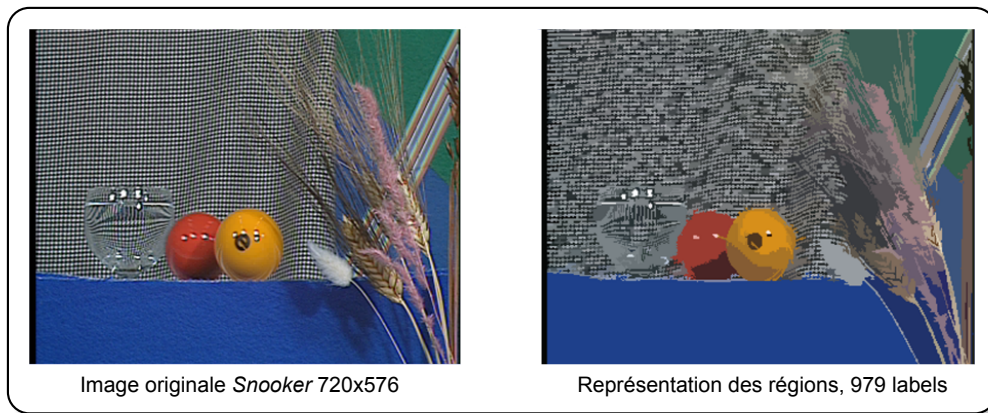 Image originale Snooker 720x576
Représentation des régions, 979 labels